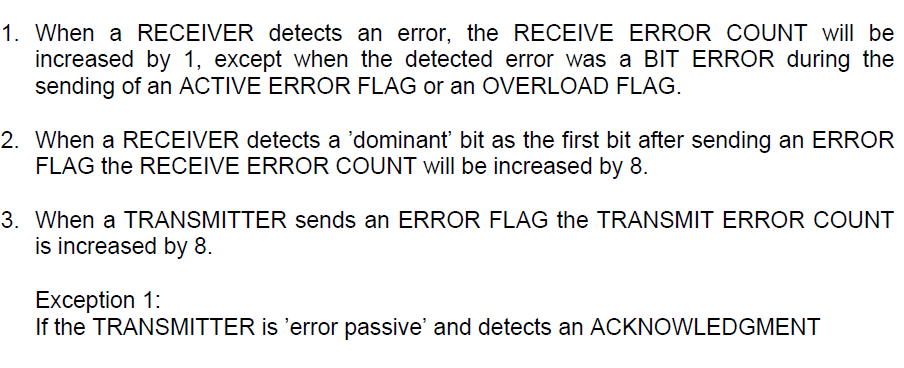 1. When a RECEIVER detects an error, the RECEIVE ERROR COUNT will be
increased by 1, except when the detected error was a BIT ERROR during the
sending of an ACTIVE ERROR FLAG or an OVERLOAD FLAG.
2. When a RECEIVER detects a ’dominant’ bit as the first bit after sending an ERROR
FLAG the RECEIVE ERROR COUNT will be increased by 8.
3. When a TRANSMITTER sends an ERROR FLAG the TRANSMIT ERROR COUNT
is increased by 8.
Exception 1:
If the TRANSMITTER is ’error passive’ and detects an ACKNOWLEDGMENT